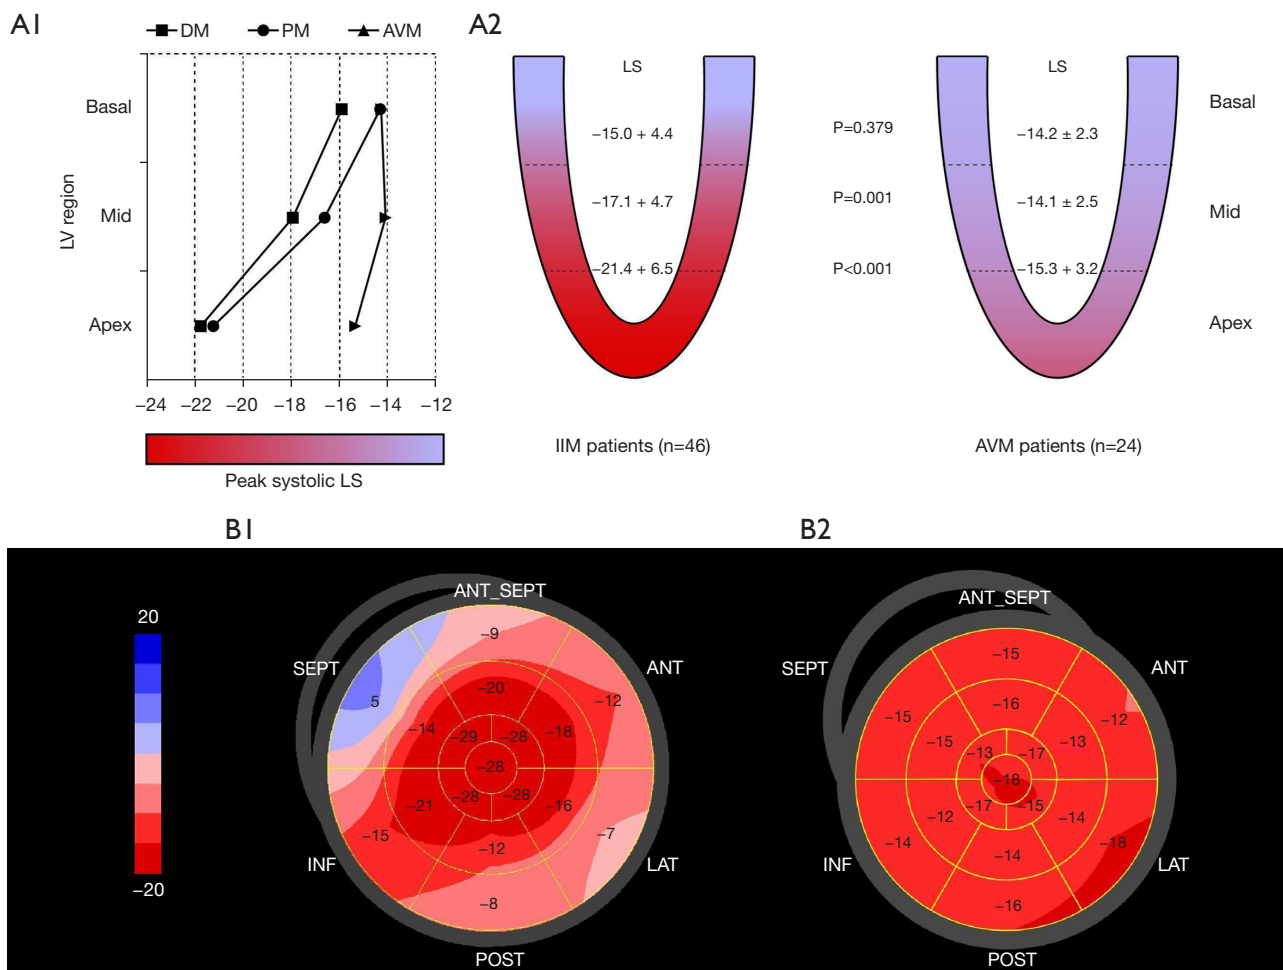 A1
DM PM AVM
A2
LV region
Basal
Mid
Apex
−24 −22 −20 −18 −16 −14 −12
Peak systolic LS
LS
−15.0 + 4.4
−17.1 + 4.7
−21.4 + 6.5
IIM patients (n=46)
P=0.379
P=0.001
P<0.001
LS
−14.2 ± 2.3
−14.1 ± 2.5
−15.3 + 3.2
AVM patients (n=24)
Basal
Mid
Apex
B1
20
−20
ANT_SEPT
SEPT
ANT
INF
LAT
POST
−9
5
−12
−20
−14
−18
−29
−28
−28
−28
−28
−21
−16
−15
−7
−12
−8
B2
ANT_SEPT
SEPT
ANT
INF
LAT
POST
−15
−15
−12
−16
−15
−13
−13
−17
−18
−17
−15
−12
−14
−14
−18
−14
−16